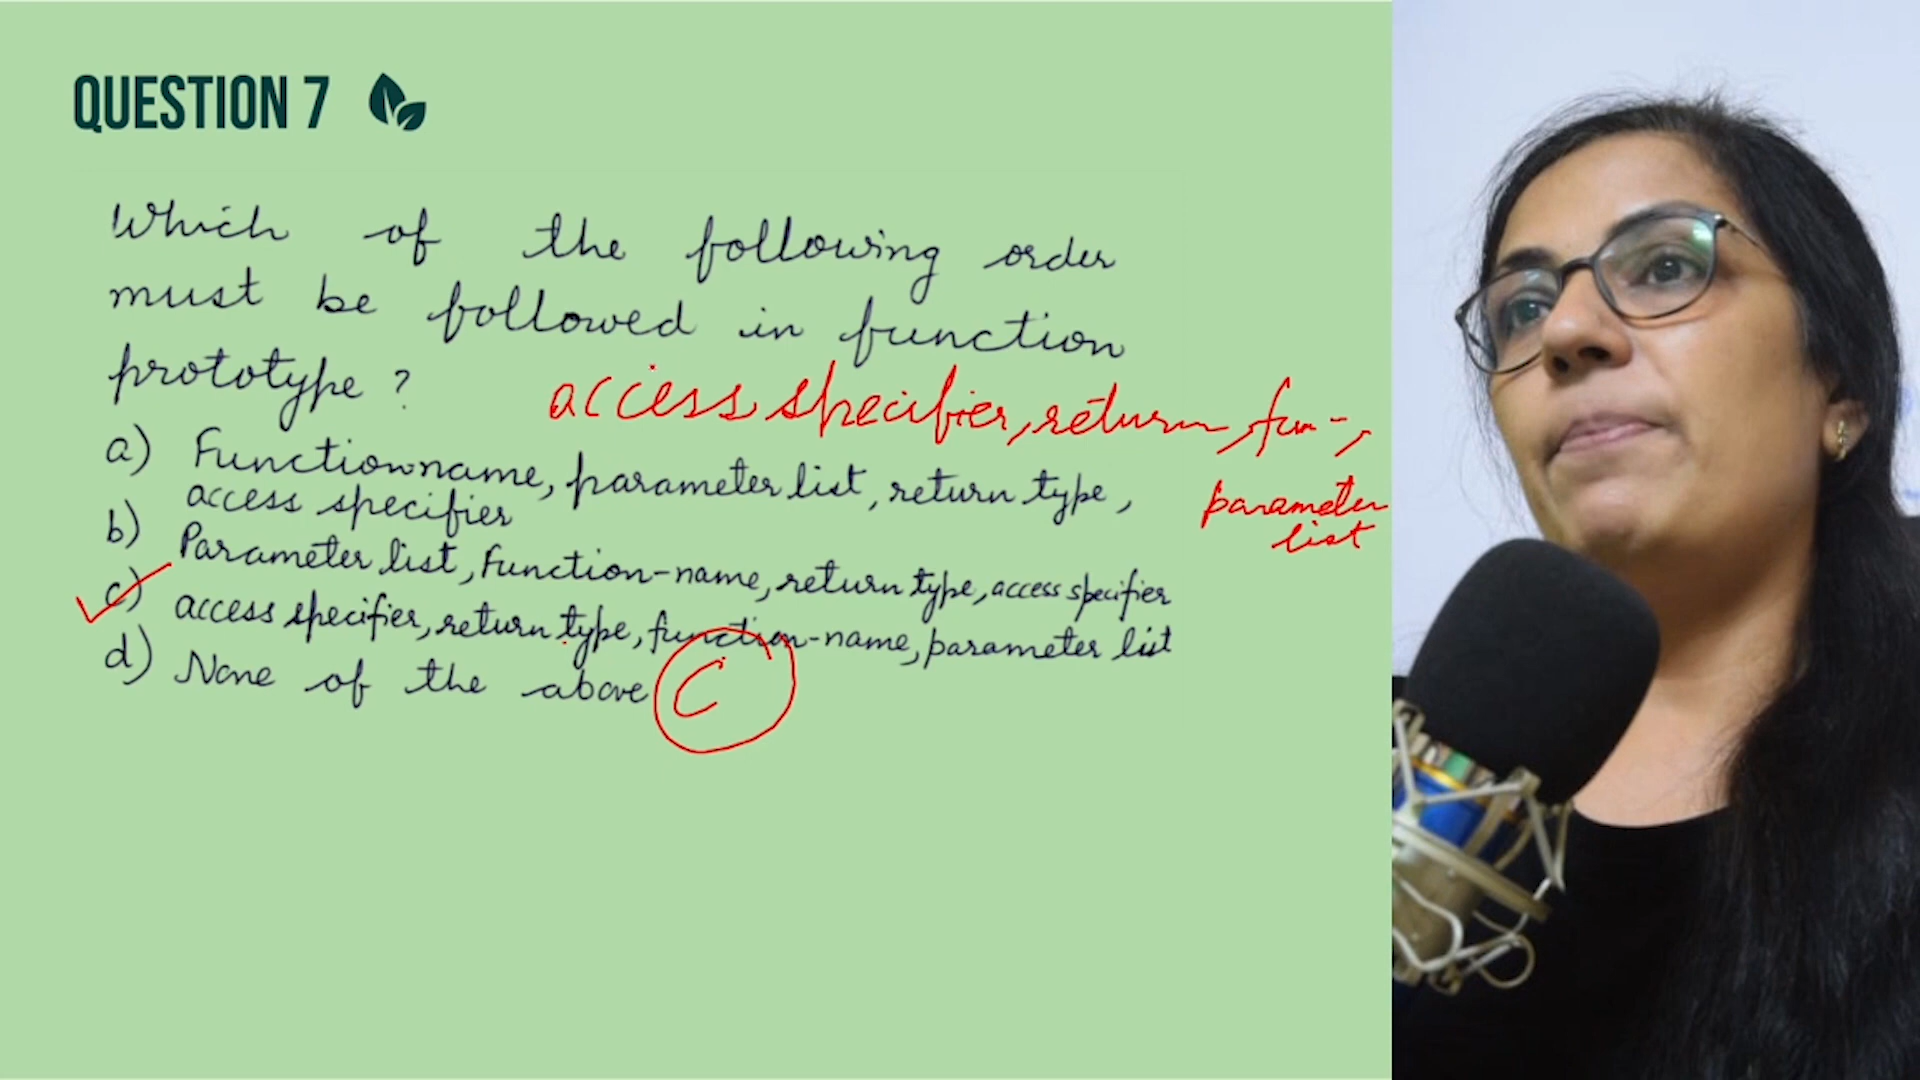 QUESTION 7
Which of the following order
must be followed in function
prototype ?
access specifier, return, fun-,
parameter
list
a) Function name, parameter list, return type,
access specifier
b) Parameter list, Function-name, return type, access specifier
c) access specifier, return type, function-name, parameter list
d) None of the above
C